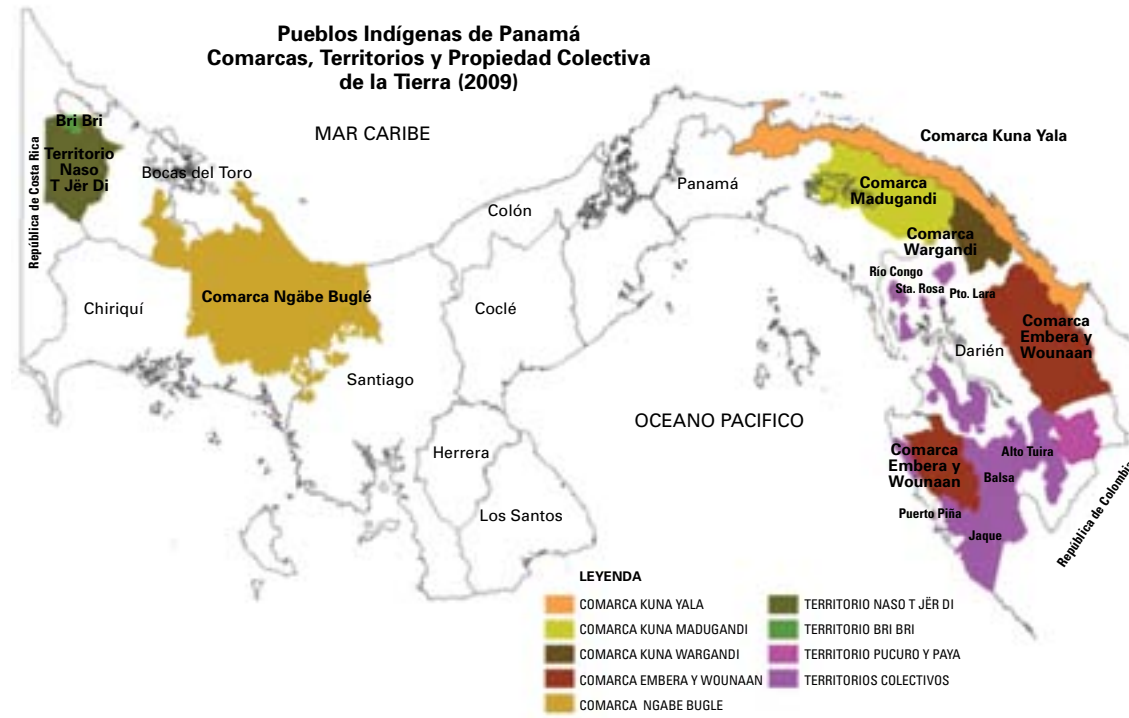 Pueblos Indígenas de Panamá
Comarcas, Territorios y Propiedad Colectiva
de la Tierra (2009)
MAR CARIBE
República de Costa Rica
Bri Bri
Territorio
Naso
T Jër Di
Bocas del Toro
Chiriquí
Comarca Ngäbe Buglé
Santiago
Colón
Coclé
Herrera
Los Santos
Panamá
Comarca Kuna Yala
Comarca
Madugandi
Comarca
Wargandi
Río Congo
Sta. Rosa
Pto. Lara
Comarca
Embera y
Wounaan
Darién
OCEANO PACIFICO
Comarca
Embera y
Wounaan
Alto Tuira
Balsa
Puerto Piña
Jaque
República de Colombia
LEYENDA
COMARCA KUNA YALA
COMARCA KUNA MADUGANDI
COMARCA KUNA WARGANDI
COMARCA EMBERA Y WOUNAAN
COMARCA NGABE BUGLE
TERRITORIO NASO T JËR DI
TERRITORIO BRI BRI
TERRITORIO PUCURO Y PAYA
TERRITORIOS COLECTIVOS